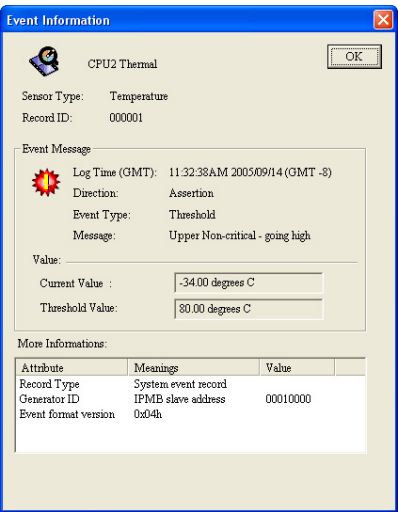 Event Information
OK
CPU2 Thermal
Sensor Type: Temperature
Record ID: 000001
Event Message
Log Time (GMT): 11:32:38AM 2005/09/14 (GMT -8)
Direction: Assertion
Event Type: Threshold
Message: Upper Non-critical - going high
Value:
Current Value : -34.00 degrees C
Threshold Value: 80.00 degrees C
More Informations:
Attribute Meanings Value
Record Type System event record
Generator ID IPMB slave address 00010000
Event format version 0x04h